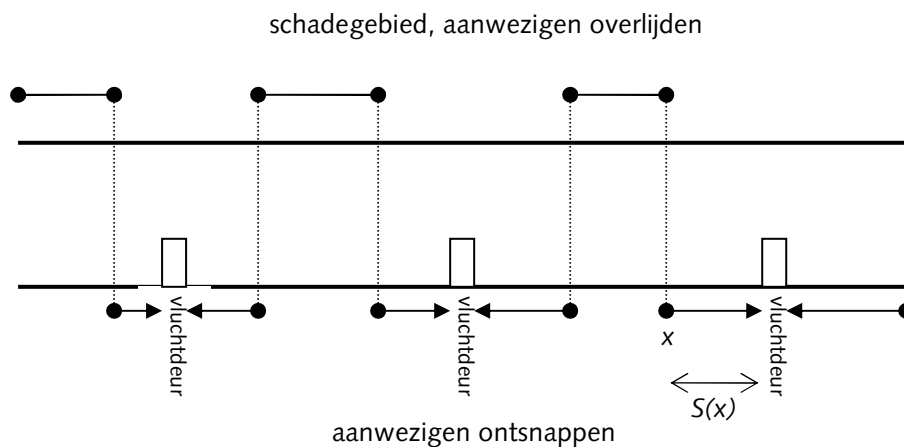 schadegebied, aanwezigen overlijden
vluchtdeur
vluchtdeur
vluchtdeur
x
S(x)
aanwezigen ontsnappen